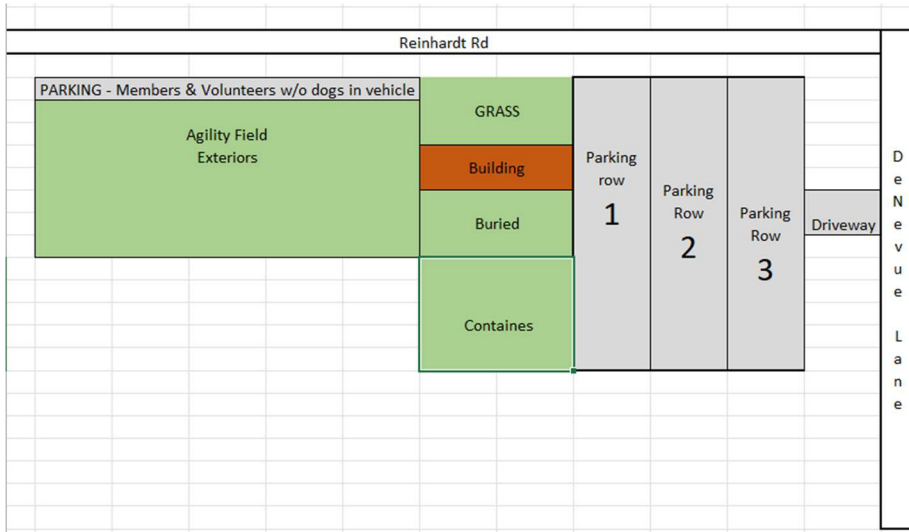 Reinhardt Rd
PARKING - Members & Volunteers w/o dogs in vehicle
Agility Field
Exteriors
GRASS
Building
Buried
Containes
Parking
row
1
Parking
Row
2
Parking
Row
3
Driveway
D
e
N
e
v
u
e
L
a
n
e